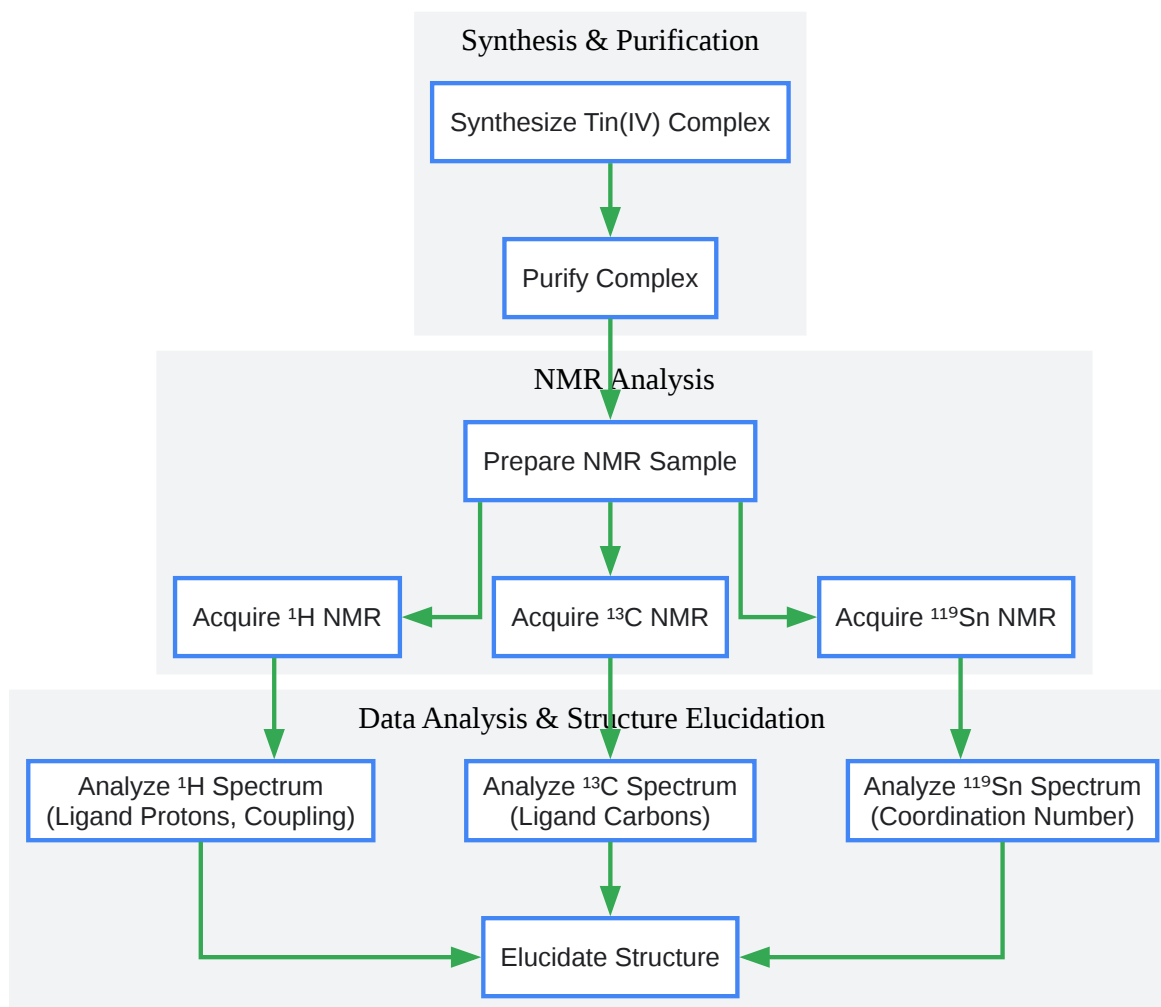 Synthesis & Purification
Synthesize Tin(IV) Complex
Purify Complex
NMR Analysis
Prepare NMR Sample
Acquire ¹H NMR
Acquire ¹³C NMR
Acquire ¹¹⁹Sn NMR
Data Analysis & Structure Elucidation
Analyze ¹H Spectrum
(Ligand Protons, Coupling)
Analyze ¹³C Spectrum
(Ligand Carbons)
Analyze ¹¹⁹Sn Spectrum
(Coordination Number)
Elucidate Structure